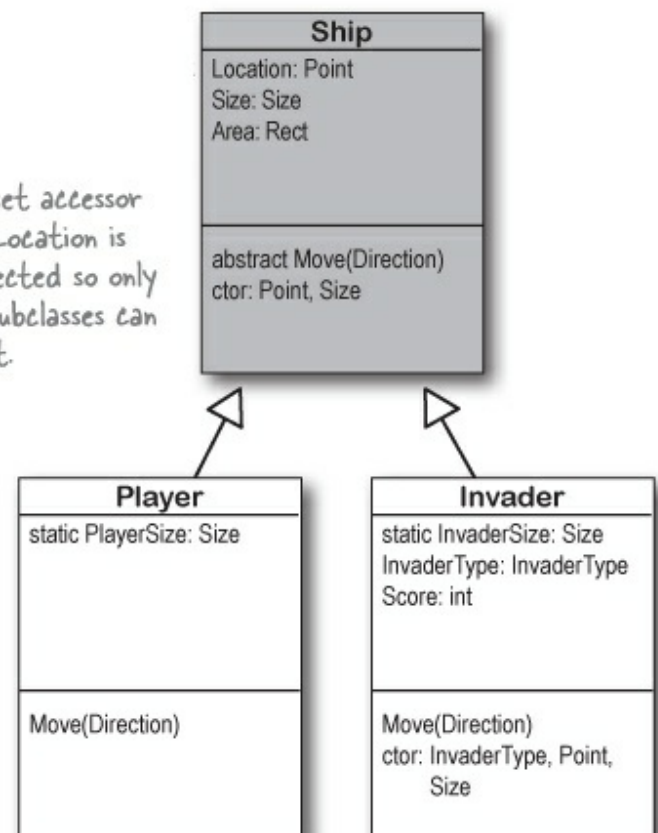 Ship
Location: Point
Size: Size
Area: Rect
abstract Move(Direction)
ctor: Point, Size
et accessor
ocation is
ected so only
ubclasses can
t.
Player
static PlayerSize: Size
Move(Direction)
Invader
static InvaderSize: Size
InvaderType: InvaderType
Score: int
Move(Direction)
ctor: InvaderType, Point,
Size